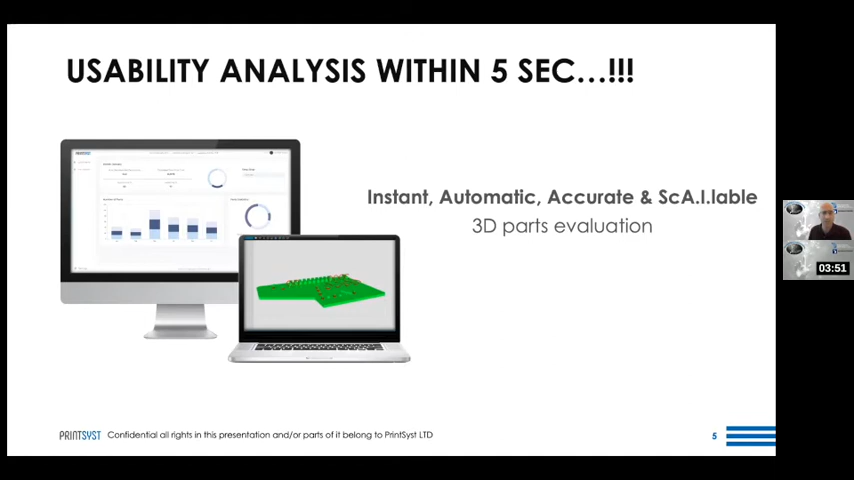 USABILITY ANALYSIS WITHIN 5 SEC...!!!
Instant, Automatic, Accurate & ScA.I.lable
3D parts evaluation
03:51
PRINTSYST Confidential all rights in this presentation and/or parts of it belong to PrintSyst LTD
5